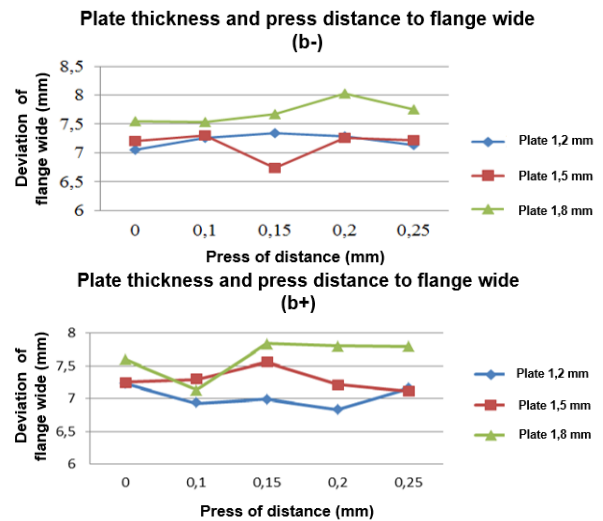 Plate thickness and press distance to flange wide
(b-)
Deviation of
flange wide (mm)
8,5
8
7,5
7
6,5
6
0 0,1 0,15 0,2 0,25
Press of distance (mm)
Plate 1,2 mm
Plate 1,5 mm
Plate 1,8 mm
Plate thickness and press distance to flange wide
(b+)
Deviation of
flange wide (mm)
8
7,5
7
6,5
6
0 0,1 0,15 0,2 0,25
Press of distance (mm)
Plate 1,2 mm
Plate 1,5 mm
Plate 1,8 mm